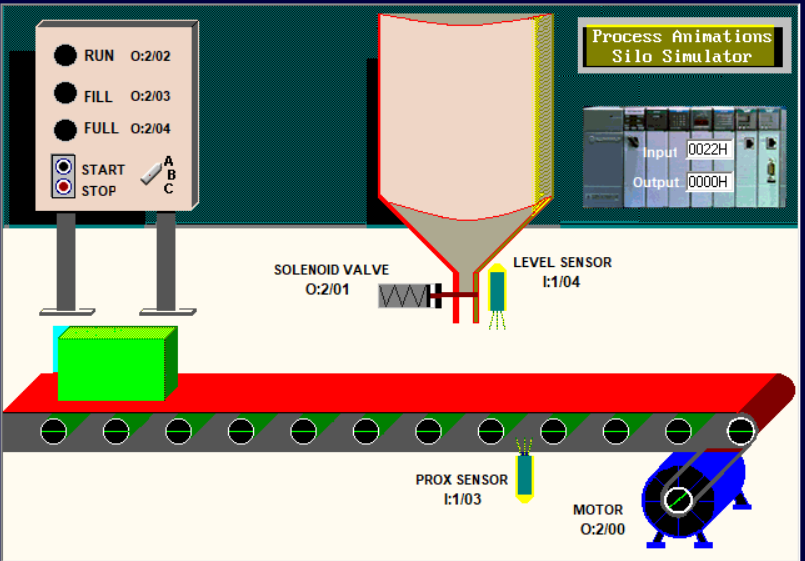 Process Animations
Silo Simulator
RUN O:2/02
FILL O:2/03
FULL O:2/04
START
STOP
A
B
C
Input 0022H
Output 0000H
SOLENOID VALVE
O:2/01
LEVEL SENSOR
I:1/04
PROX SENSOR
I:1/03
MOTOR
O:2/00